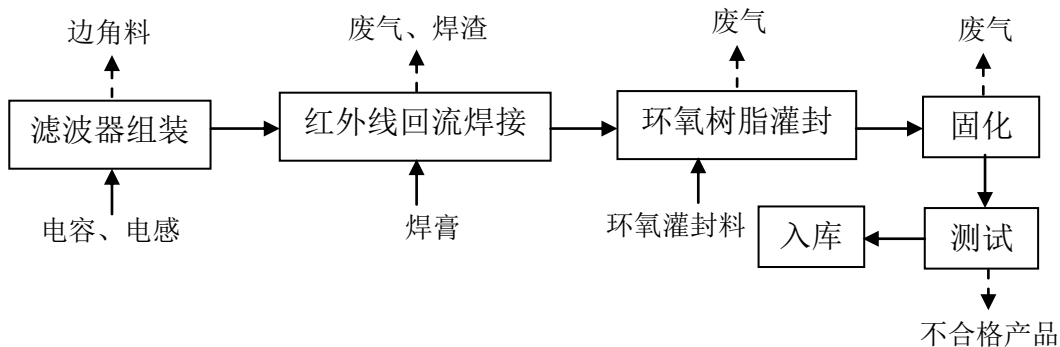 边角料
废气、焊渣
废气
废气
滤波器组装
红外线回流焊接
环氧树脂灌封
固化
电容、电感
焊膏
环氧灌封料
入库
测试
不合格产品